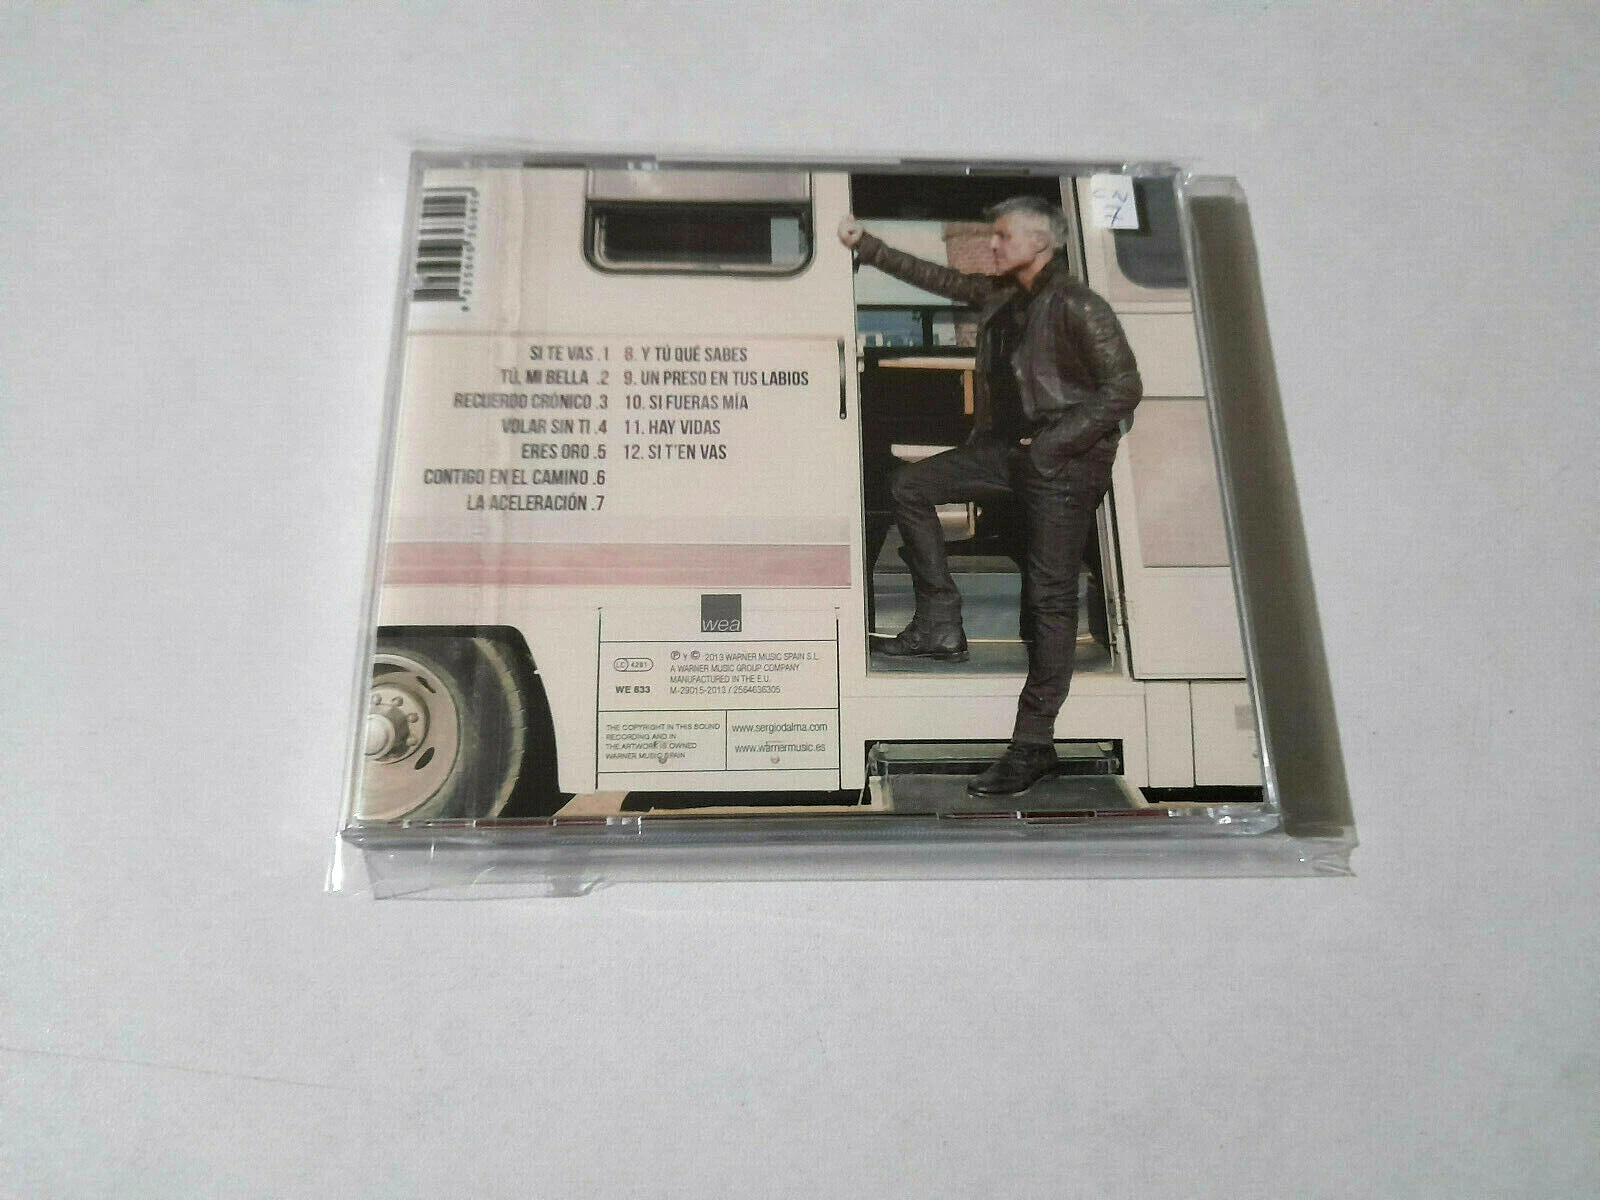 CN
7
SI TE VAS .1
TÚ, MI BELLA .2
RECUERDO CRÓNICO .3
VOLAR SIN TI .4
ERES ORO .5
CONTIGO EN EL CAMINO .6
LA ACELERACIÓN .7
8. Y TÚ QUÉ SABES
9. UN PRESO EN TUS LABIOS
10. SI FUERAS MÍA
11. HAY VIDAS
12. SI T'EN VAS
wea
LC 4281
WE 833
Ⓟ Y © 2013 WARNER MUSIC SPAIN S.L.
A WARNER MUSIC GROUP COMPANY
MANUFACTURED IN THE E.U.
M-29015-2013 / 2564636305
THE COPYRIGHT IN THIS SOUND
RECORDING AND IN
THE ARTWORK IS OWNED
WARNER MUSIC SPAIN
www.sergiodalma.com
www.warnermusic.es